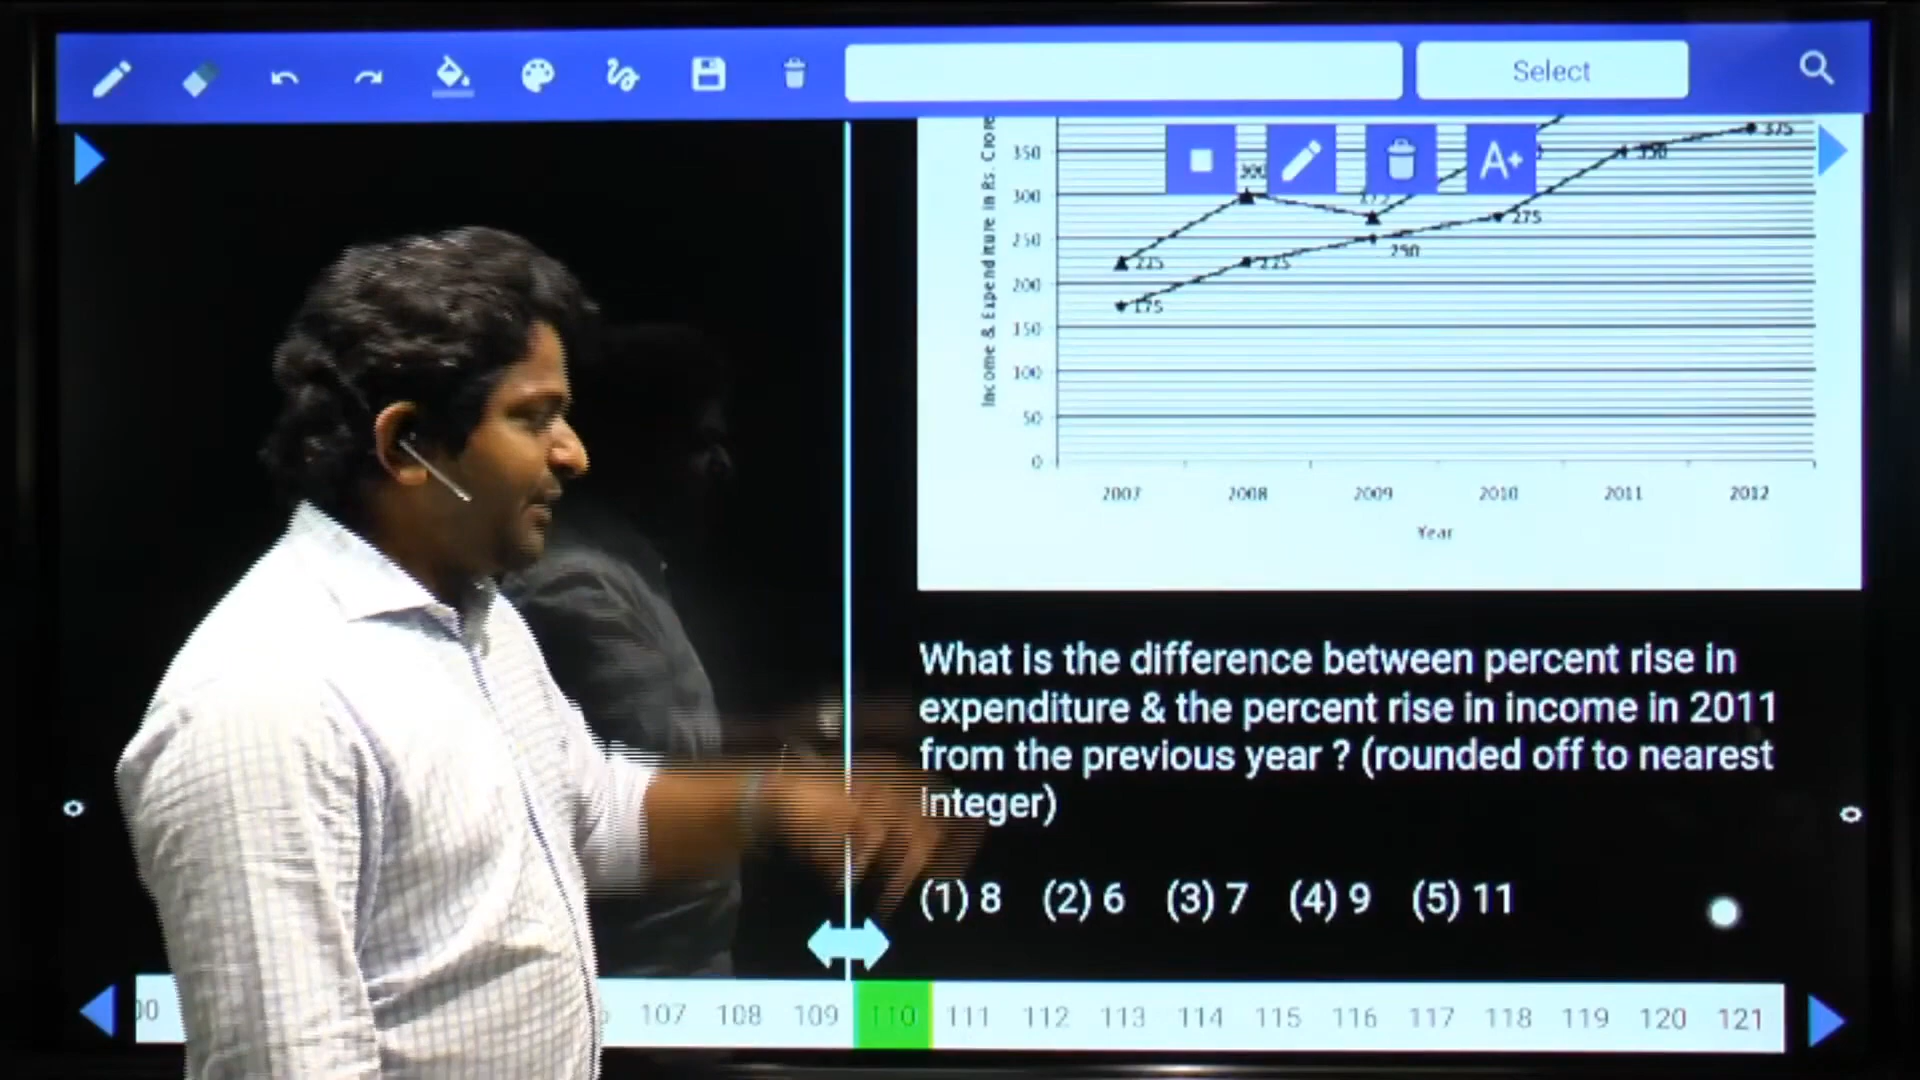 Select
A+
Income & Expenditure in Rs. Crore
350
300
250
200
150
100
50
0
300
275
225
175
225
250
275
350
375
2007 2008 2009 2010 2011 2012
Year
What is the difference between percent rise in
expenditure & the percent rise in income in 2011
from the previous year ? (rounded off to nearest
integer)
(1) 8 (2) 6 (3) 7 (4) 9 (5) 11
107 108 109 110 111 112 113 114 115 116 117 118 119 120 121